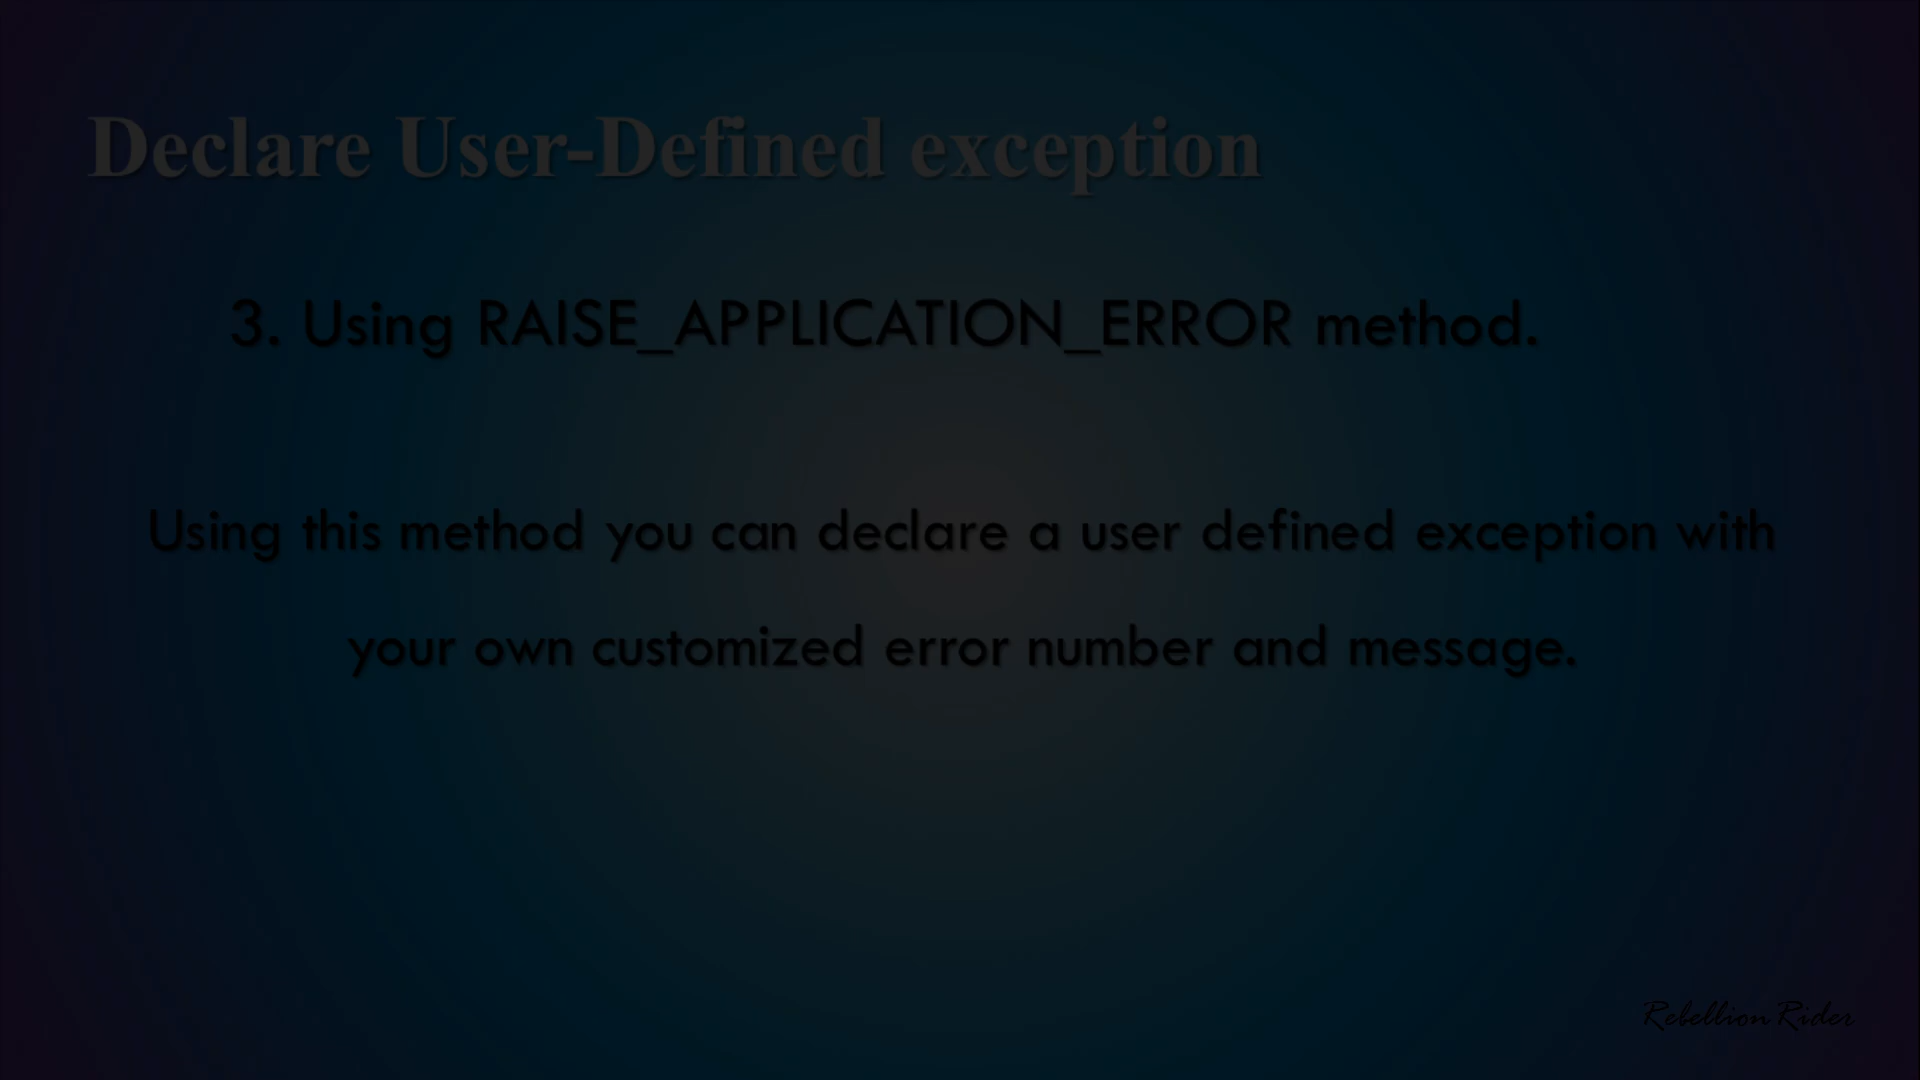 Declare User-Defined exception
3. Using RAISE_APPLICATION_ERROR method.
Using this method you can declare a user defined exception with
your own customized error number and message.
Rebellion Rider